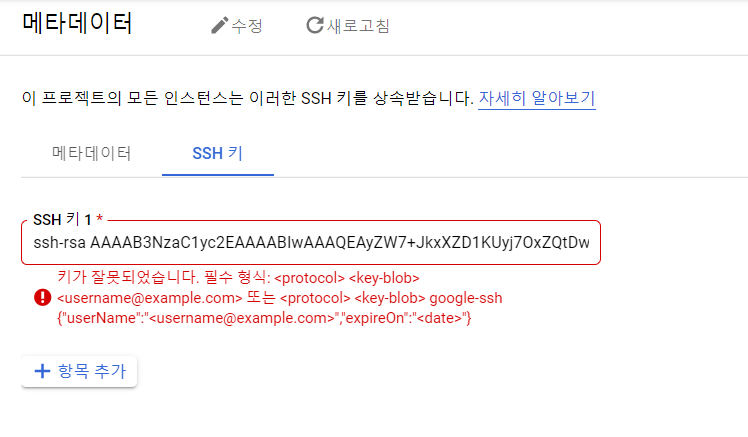 메타데이터
수정
새로고침
이 프로젝트의 모든 인스턴스는 이러한 SSH 키를 상속받습니다. 자세히 알아보기
메타데이터
SSH 키
SSH 키 1 *
ssh-rsa AAAAB3NzaC1yc2EAAAABIwAAAQEAyZW7+JkxXZD1KUyj7OxZQtDw
키가 잘못되었습니다. 필수 형식: <protocol> <key-blob>
<username@example.com> 또는 <protocol> <key-blob> google-ssh
{"userName":"<username@example.com>","expireOn":"<date>"}
항목 추가